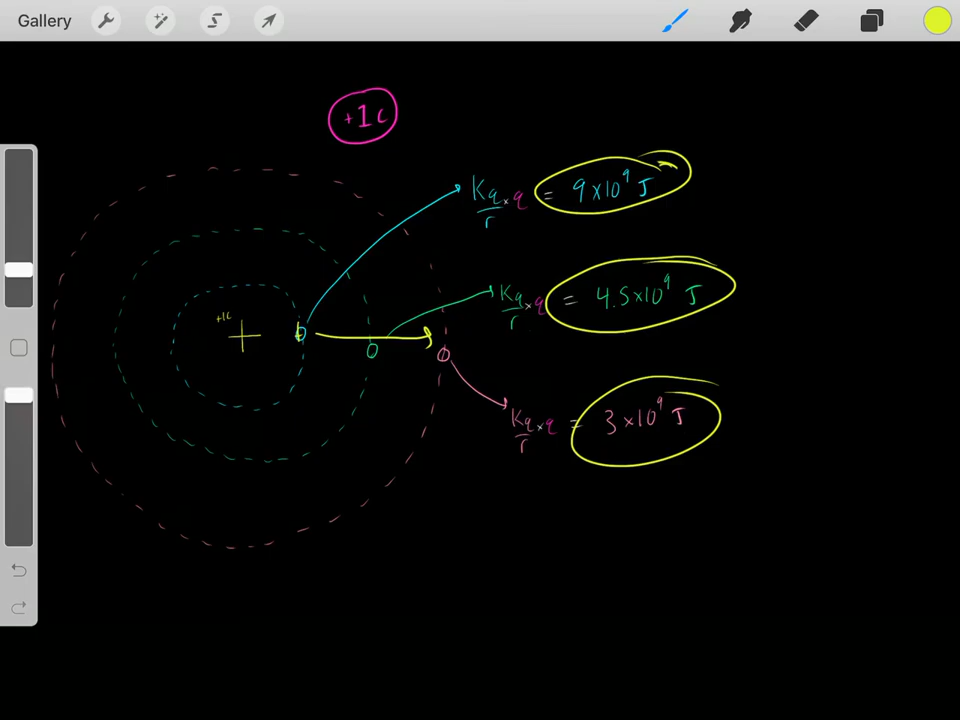 Gallery
+1c
Kq/r × q = 9×10⁹ J
+1c
+
Kq/r × q = 4.5×10⁹ J
Kq/r × q = 3×10⁹ J